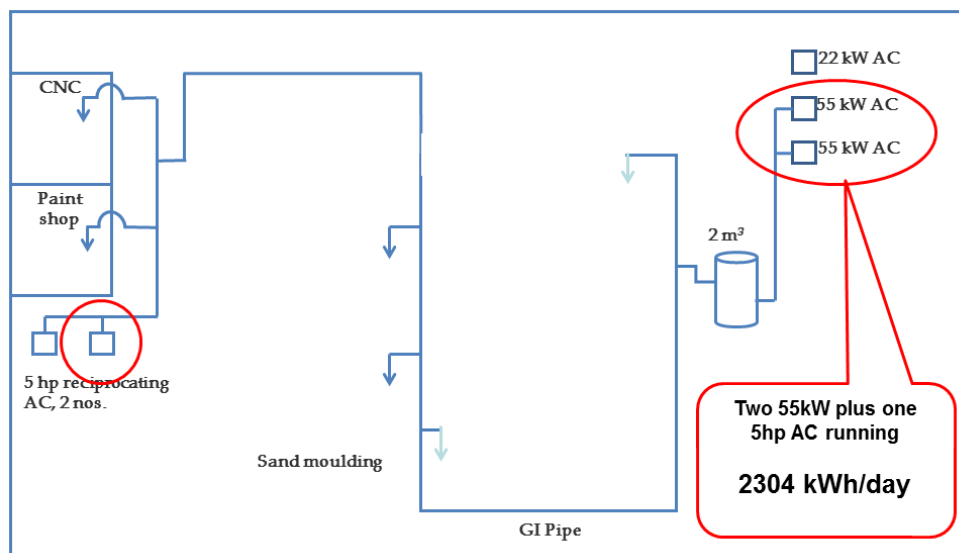 CNC
Paint
shop
5 hp reciprocating
AC, 2 nos.
Sand moulding
GI Pipe
2 m³
22 kW AC
55 kW AC
55 kW AC
Two 55kW plus one
5hp AC running
2304 kWh/day